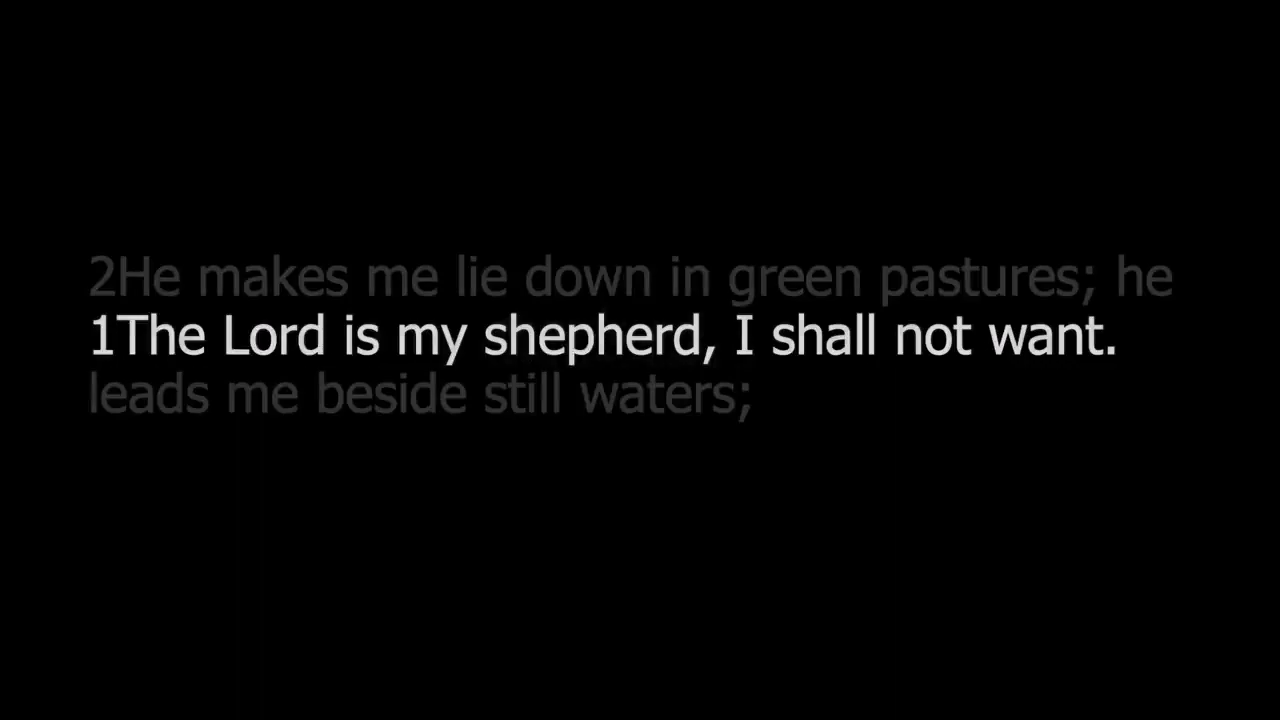 2He makes me lie down in green pastures; he
1The Lord is my shepherd, I shall not want.
leads me beside still waters;